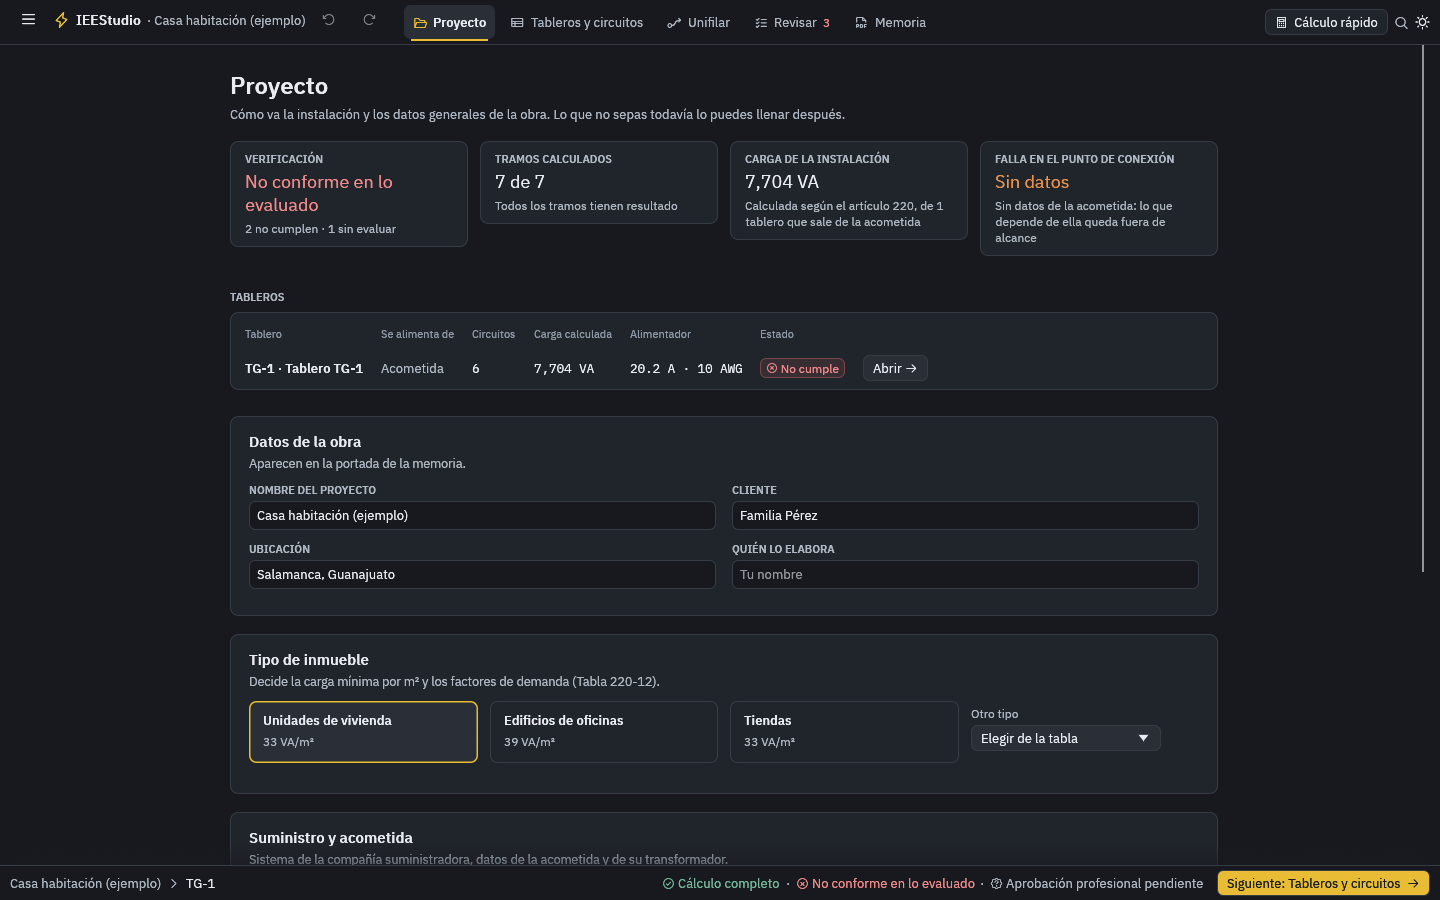 IEEStudio · Casa habitación (ejemplo)
Proyecto
Tableros y circuitos
Unifilar
Revisar 3
Memoria
Cálculo rápido
Proyecto
Cómo va la instalación y los datos generales de la obra. Lo que no sepas todavía lo puedes llenar después.
VERIFICACIÓN
No conforme en lo
evaluado
2 no cumplen · 1 sin evaluar
TRAMOS CALCULADOS
7 de 7
Todos los tramos tienen resultado
CARGA DE LA INSTALACIÓN
7,704 VA
Calculada según el artículo 220, de 1
tablero que sale de la acometida
FALLA EN EL PUNTO DE CONEXIÓN
Sin datos
Sin datos de la acometida: lo que
depende de ella queda fuera de
alcance
TABLEROS
Tablero Se alimenta de Circuitos Carga calculada Alimentador Estado
TG-1 · Tablero TG-1 Acometida 6 7,704 VA 20.2 A · 10 AWG No cumple Abrir →
Datos de la obra
Aparecen en la portada de la memoria.
NOMBRE DEL PROYECTO
Casa habitación (ejemplo)
CLIENTE
Familia Pérez
UBICACIÓN
Salamanca, Guanajuato
QUIÉN LO ELABORA
Tu nombre
Tipo de inmueble
Decide la carga mínima por m² y los factores de demanda (Tabla 220-12).
Unidades de vivienda
33 VA/m²
Edificios de oficinas
39 VA/m²
Tiendas
33 VA/m²
Otro tipo
Elegir de la tabla
Suministro y acometida
Sistema de la compañía suministradora, datos de la acometida y de su transformador.
Casa habitación (ejemplo) > TG-1
Cálculo completo · No conforme en lo evaluado · Aprobación profesional pendiente
Siguiente: Tableros y circuitos →